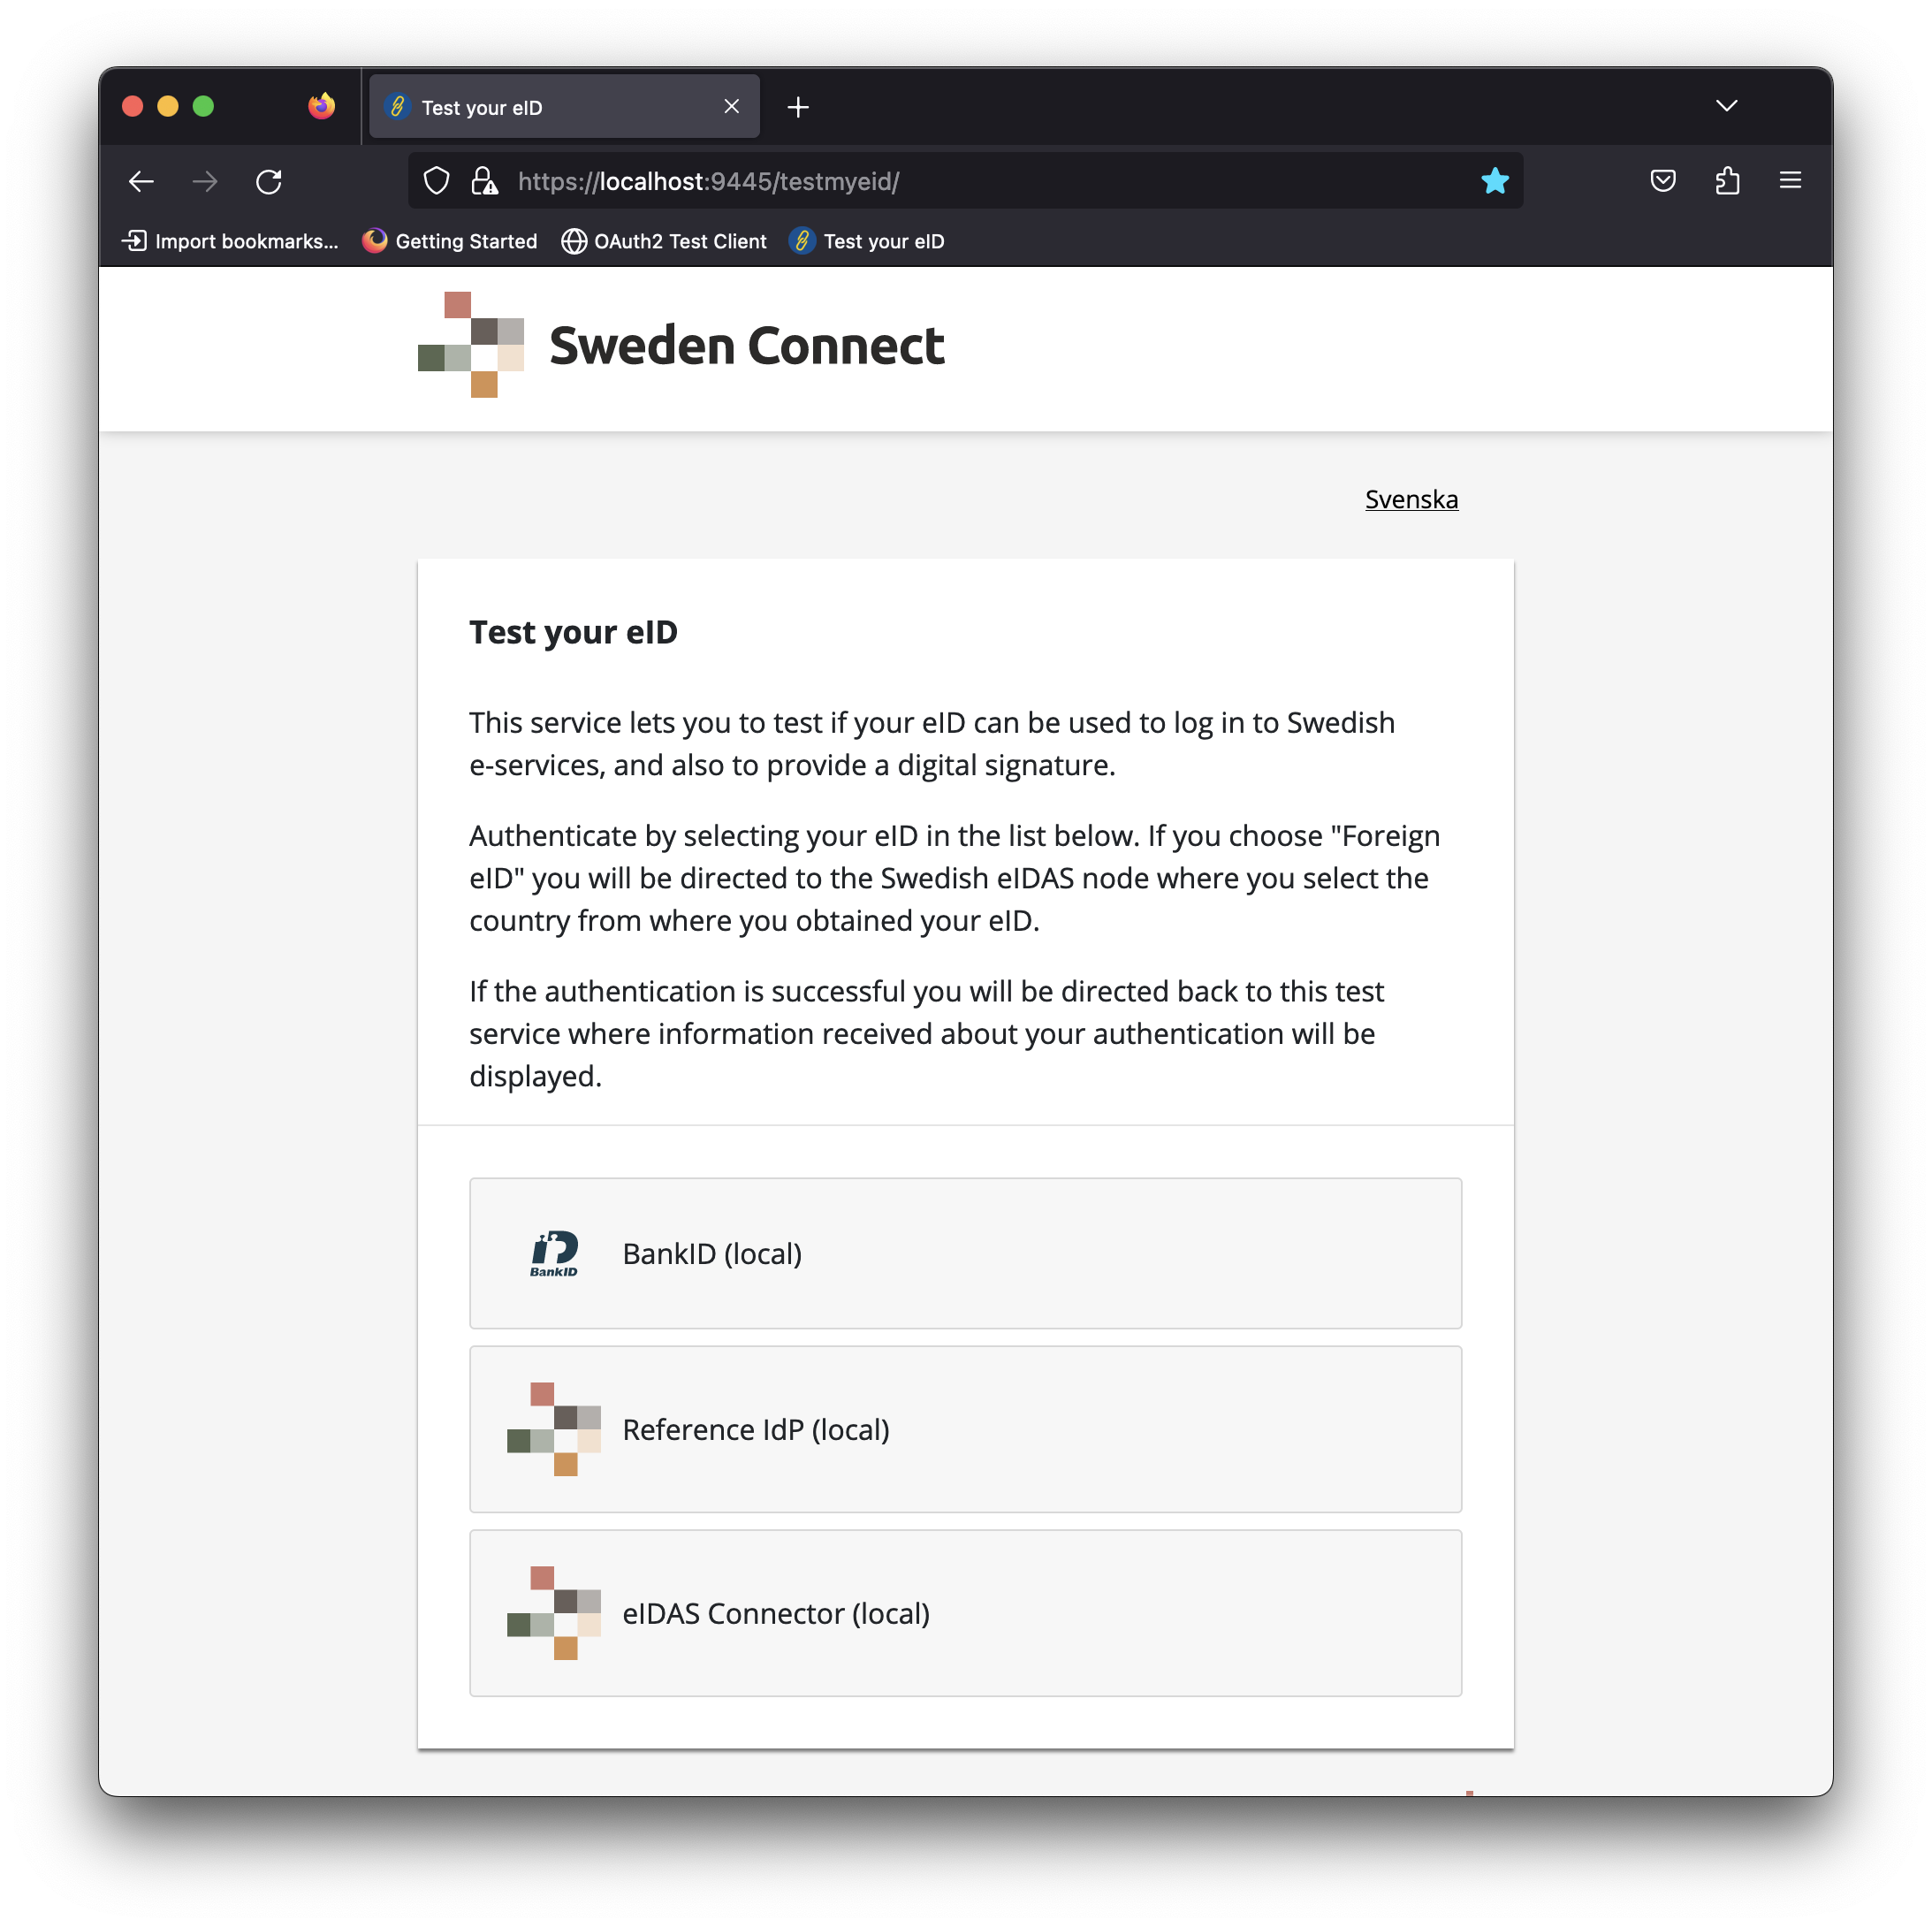 Test your eID
https://localhost:9445/testmyeid/
Import bookmarks... Getting Started OAuth2 Test Client Test your eID
Sweden Connect
Svenska
Test your eID
This service lets you to test if your eID can be used to log in to Swedish
e-services, and also to provide a digital signature.
Authenticate by selecting your eID in the list below. If you choose "Foreign
eID" you will be directed to the Swedish eIDAS node where you select the
country from where you obtained your eID.
If the authentication is successful you will be directed back to this test
service where information received about your authentication will be
displayed.
BankID
BankID (local)
Reference IdP (local)
eIDAS Connector (local)